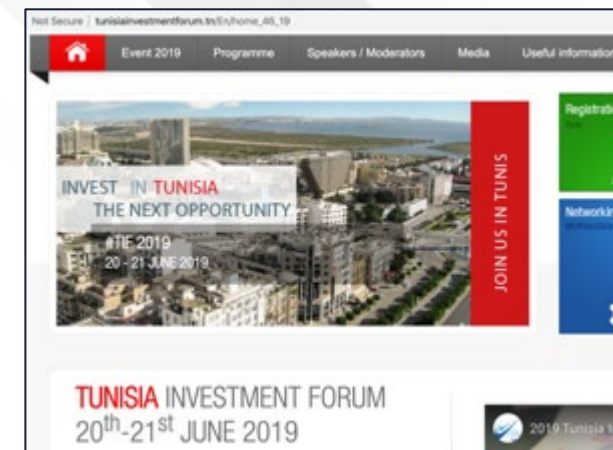 Not Secure | tunisiainvestmentforum.tn/En/home_46_19
Event 2019 Programme Speakers / Moderators Media Useful information
INVEST IN TUNISIA
THE NEXT OPPORTUNITY
#TIF 2019
20 - 21 JUNE 2019
JOIN US IN TUNIS
Registratio
Networkin
TUNISIA INVESTMENT FORUM
20th-21st JUNE 2019
2019 Tunisia